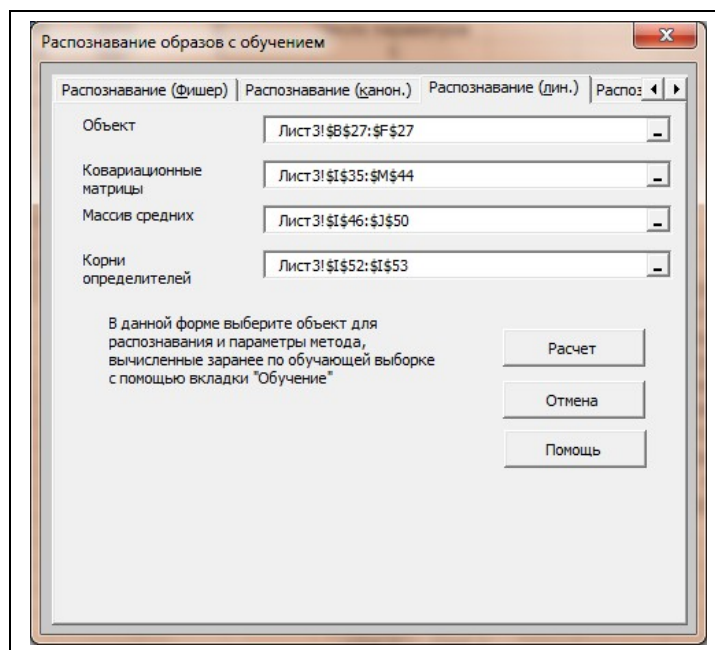 Распознавание образов с обучением
Распознавание (Фишер) Распознавание (канон.) Распознавание (лин.) Распоз
Объект Лист3!$B$27:$F$27
Ковариационные
матрицы Лист3!$I$35:$M$44
Массив средних Лист3!$I$46:$J$50
Корни
определителей Лист3!$I$52:$I$53
В данной форме выберите объект для
распознавания и параметры метода,
вычисленные заранее по обучающей выборке
с помощью вкладки "Обучение"
Расчет
Отмена
Помощь